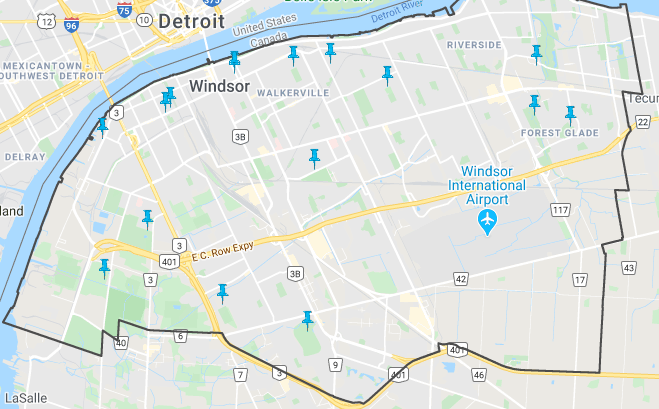 Belle Isle Park
Detroit River
75
12
96
10
75
Detroit
United States
Canada
MEXICANTOWN
SOUTHWEST DETROIT
RIVERSIDE
Windsor
WALKERVILLE
3
3B
22
FOREST GLADE
DELRAY
Windsor
International
Airport
117
3
E C. Row Expy
401
3
3B
42
17
43
40
6
9
401
401
7
3
46
LaSalle